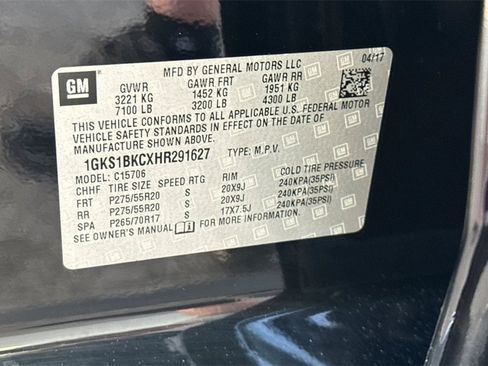 MFD BY GENERAL MOTORS LLC
04/17
GM
GVWR GAWR FRT GAWR RR
3221 KG 1452 KG 1951 KG
7100 LB 3200 LB 4300 LB
THIS VEHICLE CONFORMS TO ALL APPLICABLE U.S. FEDERAL MOTOR
VEHICLE SAFETY, BUMPER, AND THEFT PREVENTION STANDARDS IN EFFECT ON THE DATE OF
MANUFACTURE SHOWN ABOVE.
1GKS1BKCXHR291627 TYPE: M.P.V.
MODEL: C15706
CHHF TIRE SIZE SPEED RTG RIM COLD TIRE PRESSURE
FRT P275/55R20 S 20X9J 240KPA(35PSI)
RR P275/55R20 S 20X9J 240KPA(35PSI)
SPA P265/70R17 S 17X7.5J 240KPA(35PSI)
SEE OWNER'S MANUAL FOR MORE INFORMATION.